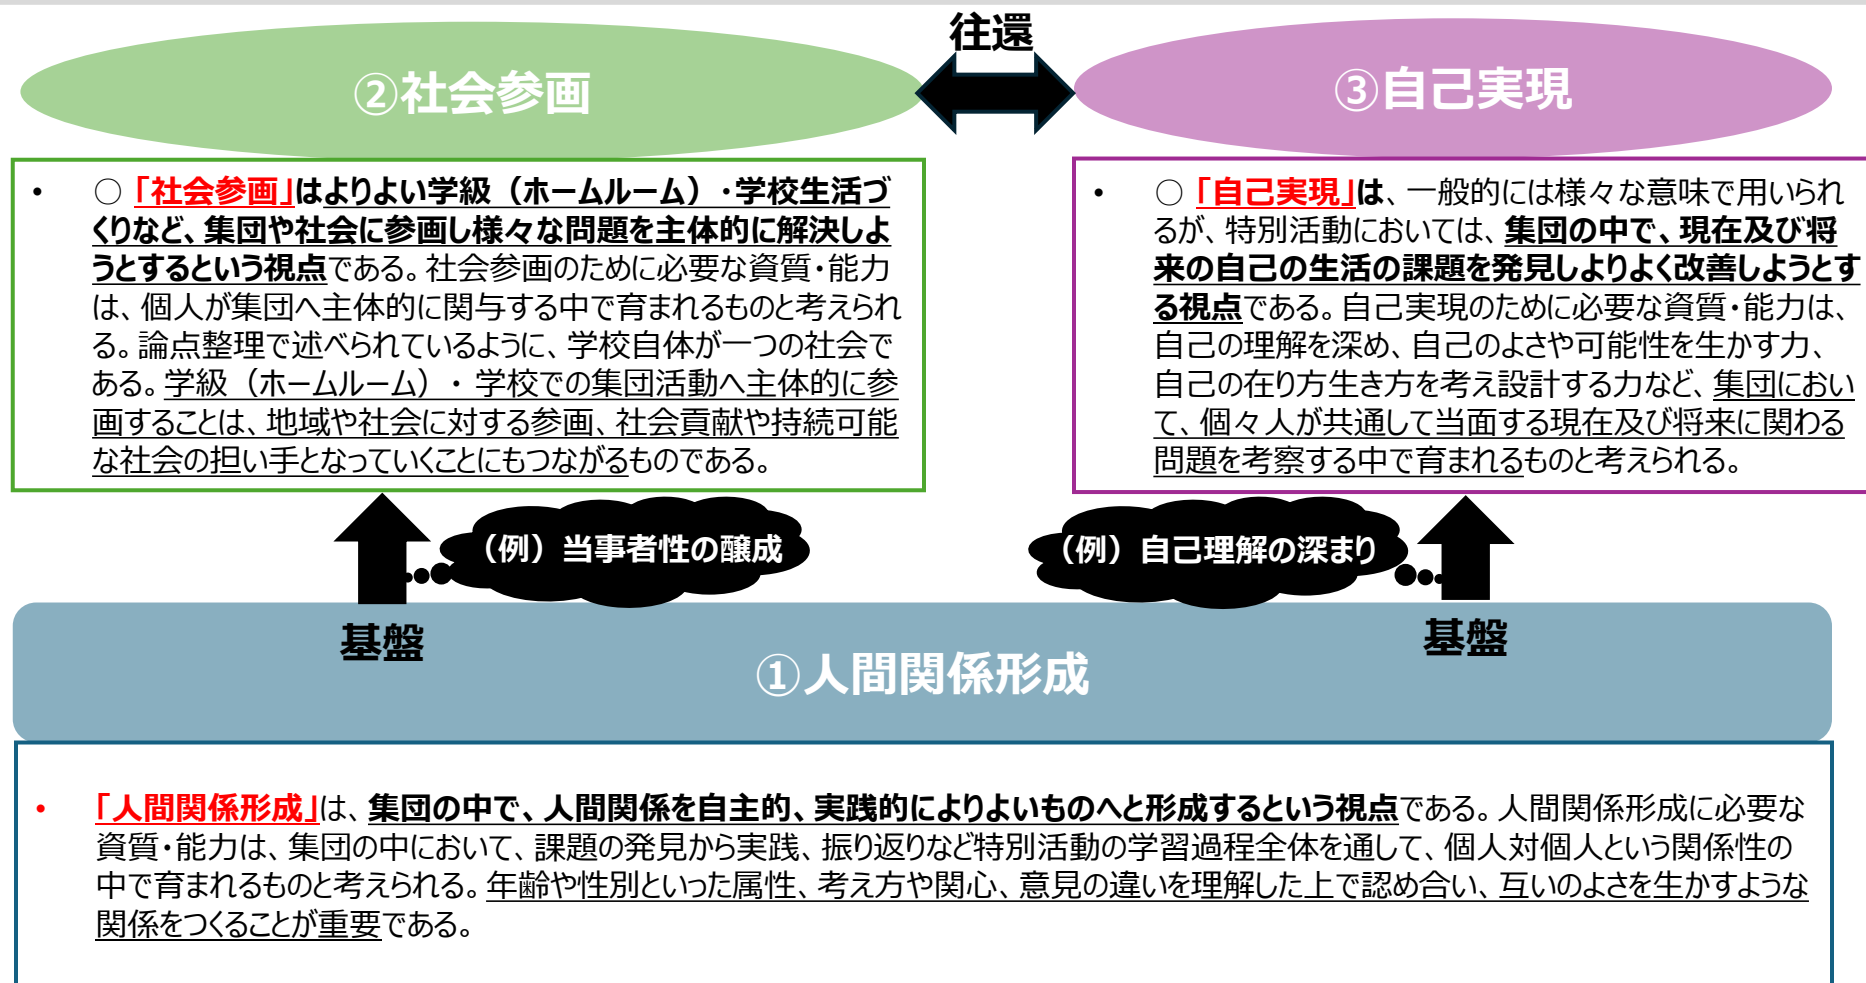 往還
②社会参画
③自己実現
• ○ 「社会参画」はよりよい学級（ホームルーム）・学校生活づ
くりなど、集団や社会に参画し様々な問題を主体的に解決しよ
うとするという視点である。社会参画のために必要な資質・能力
は、個人が集団へ主体的に関与する中で育まれるものと考えられ
る。論点整理で述べられているように、学校自体が一つの社会で
ある。学級（ホームルーム）・ 学校での集団活動へ主体的に参
画することは、地域や社会に対する参画、社会貢献や持続可能
な社会の担い手となっていくことにもつながるものである。
• ○ 「自己実現」は、一般的には様々な意味で用いられ
るが、特別活動においては、集団の中で、現在及び将
来の自己の生活の課題を発見しよりよく改善しようとす
る視点である。自己実現のために必要な資質・能力は、
自己の理解を深め、自己のよさや可能性を生かす力、
自己の在り方生き方を考え設計する力など、集団におい
て、個々人が共通して当面する現在及び将来に関わる
問題を考察する中で育まれるものと考えられる。
（例）当事者性の醸成
（例）自己理解の深まり
基盤
基盤
①人間関係形成
• 「人間関係形成」は、集団の中で、人間関係を自主的、実践的によりよいものへと形成するという視点である。人間関係形成に必要な
資質・能力は、集団の中において、課題の発見から実践、振り返りなど特別活動の学習過程全体を通して、個人対個人という関係性の
中で育まれるものと考えられる。年齢や性別といった属性、考え方や関心、意見の違いを理解した上で認め合い、互いのよさを生かすような
関係をつくることが重要である。